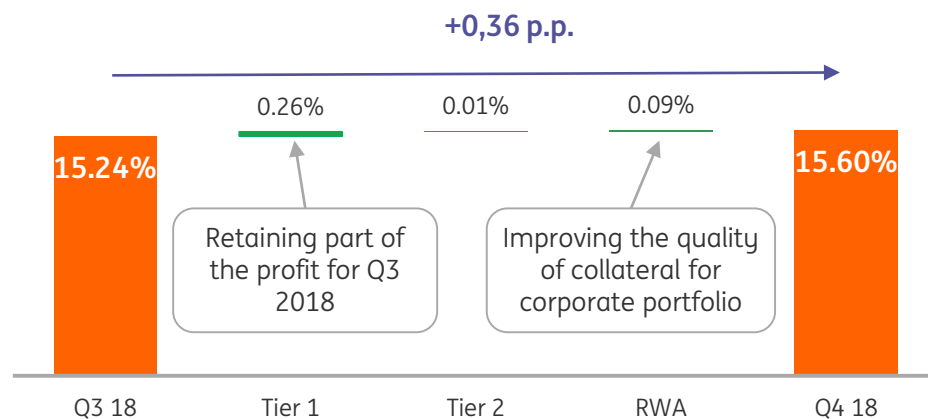 +0,36 p.p.
0.26%
0.01%
0.09%
15.24%
15.60%
Retaining part of
the profit for Q3
2018
Improving the quality
of collateral for
corporate portfolio
Q3 18
Tier 1
Tier 2
RWA
Q4 18